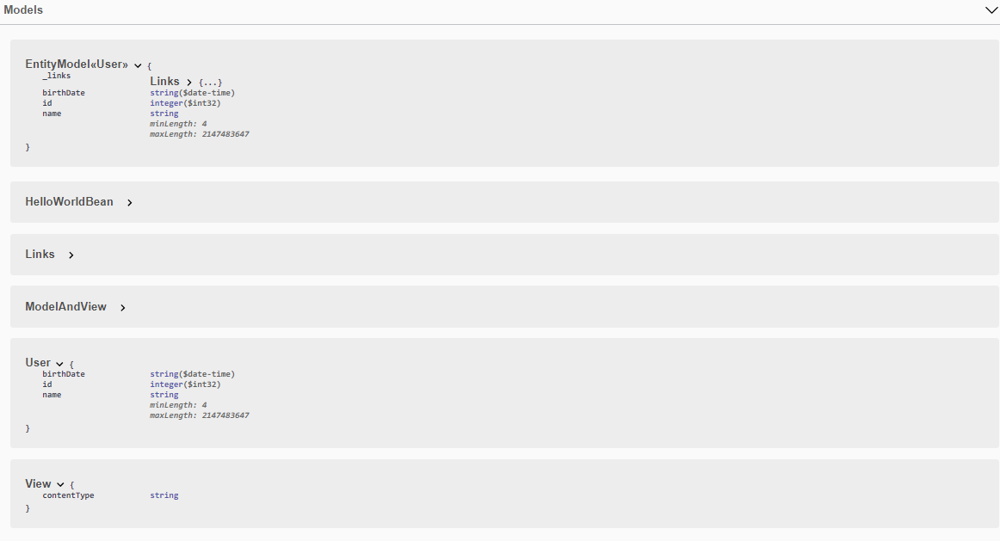 Models
EntityModel«User» {
_links Links {...}
birthDate string($date-time)
id integer($int32)
name string
minLength: 4
maxLength: 2147483647
}
HelloWorldBean
Links
ModelAndView
User {
birthDate string($date-time)
id integer($int32)
name string
minLength: 4
maxLength: 2147483647
}
View {
contentType string
}